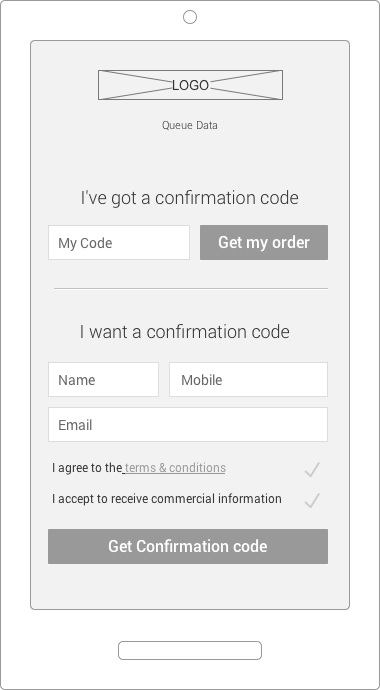 LOGO
Queue Data
I've got a confirmation code
My Code
Get my order
I want a confirmation code
Name
Mobile
Email
I agree to the terms & conditions
I accept to receive commercial information
Get Confirmation code